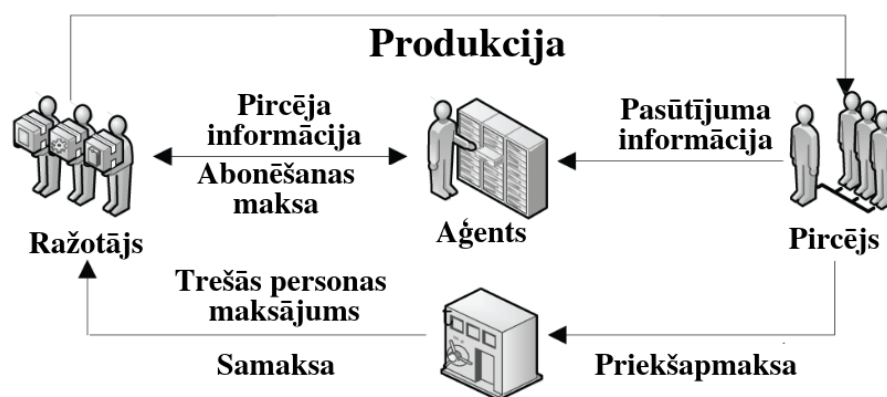 Produkcija
Pircēja
informācija
Abonēšanas
maksa
Pasūtījuma
informācija
Ražotājs
Aģents
Pircējs
Trešās personas
maksājums
Samaksa
Priekšapmaksa